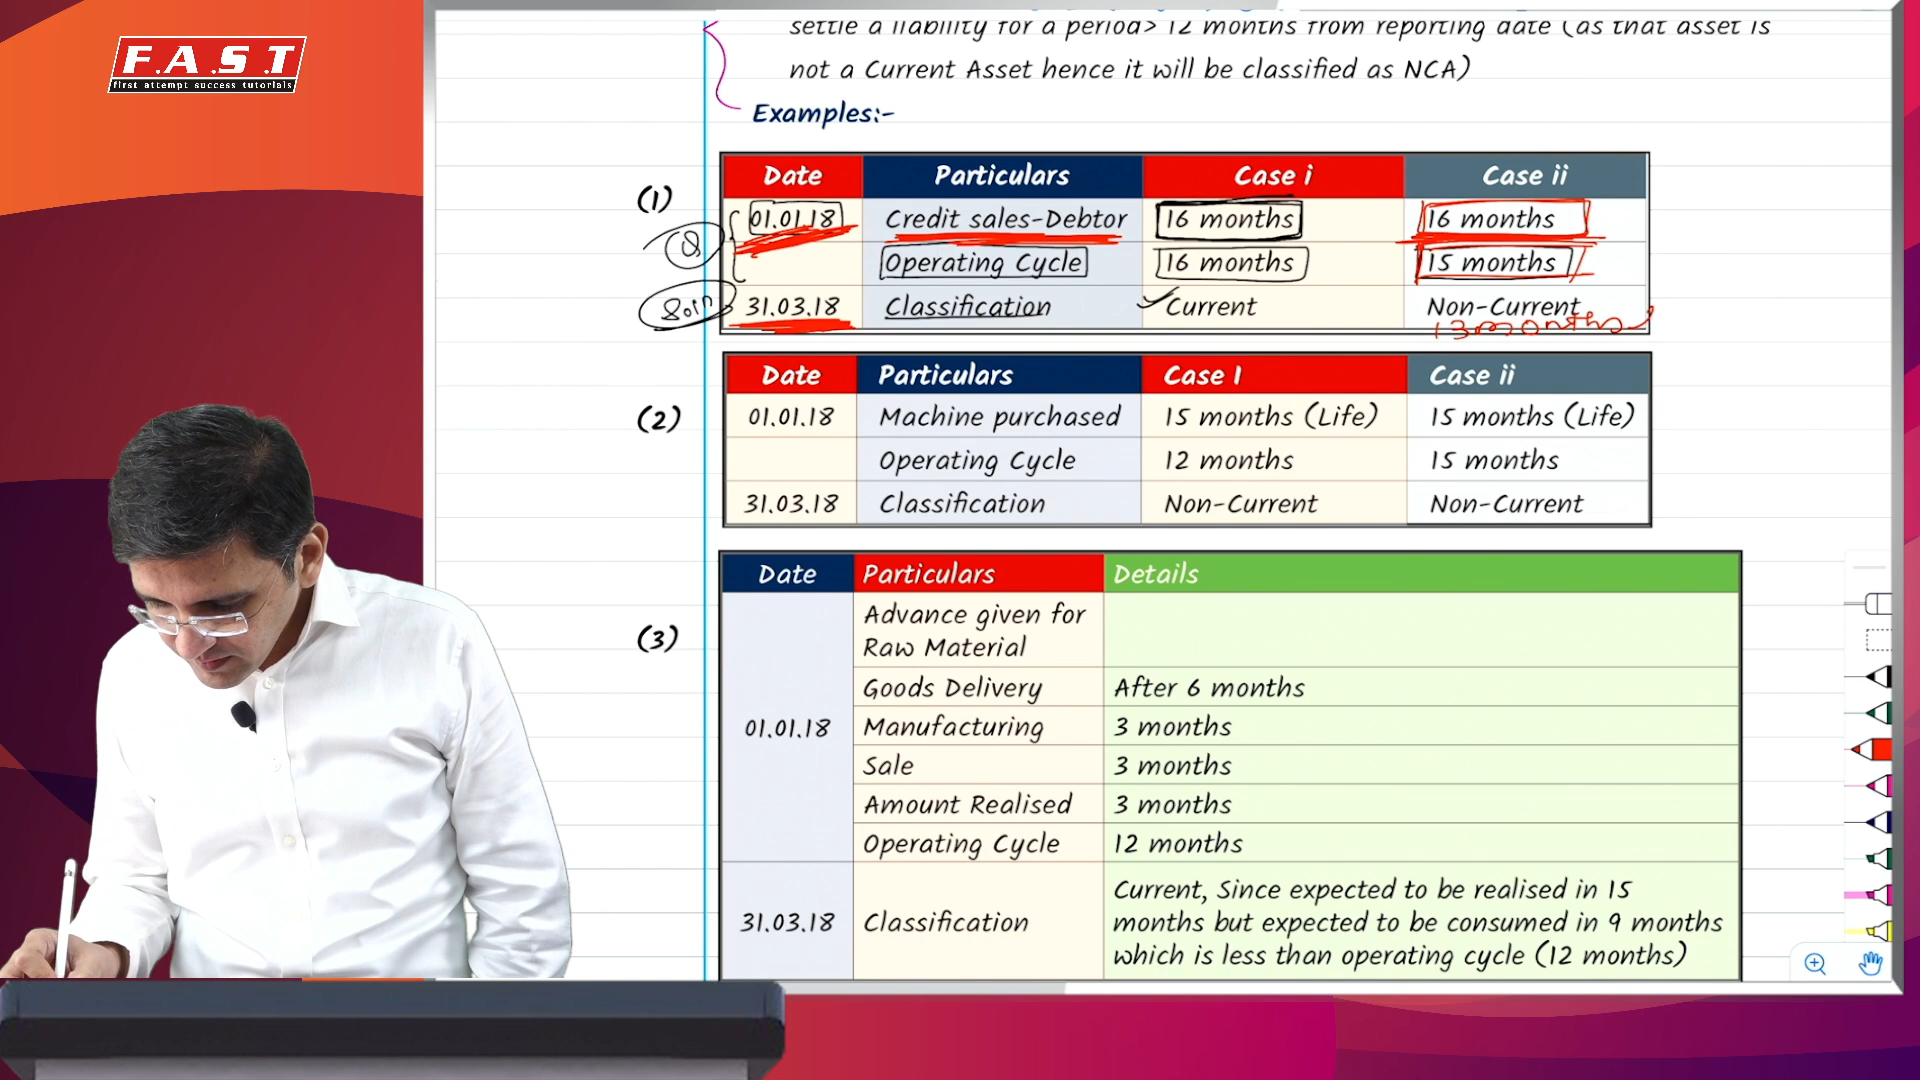 F.A.S.T
first attempt success tutorials
settle a liability for a period> 12 months from reporting date (as that asset is
not a Current Asset hence it will be classified as NCA)
Examples:-
(1)
Date Particulars Case i Case ii
01.01.18 Credit sales-Debtor 16 months 16 months
Operating Cycle 16 months 15 months
31.03.18 Classification Current Non-Current
13 months
Q
Soln
(2)
Date Particulars Case I Case ii
01.01.18 Machine purchased 15 months (Life) 15 months (Life)
Operating Cycle 12 months 15 months
31.03.18 Classification Non-Current Non-Current
(3)
Date Particulars Details
01.01.18
Advance given for
Raw Material
Goods Delivery After 6 months
Manufacturing 3 months
Sale 3 months
Amount Realised 3 months
Operating Cycle 12 months
31.03.18 Classification
Current, Since expected to be realised in 15
months but expected to be consumed in 9 months
which is less than operating cycle (12 months)